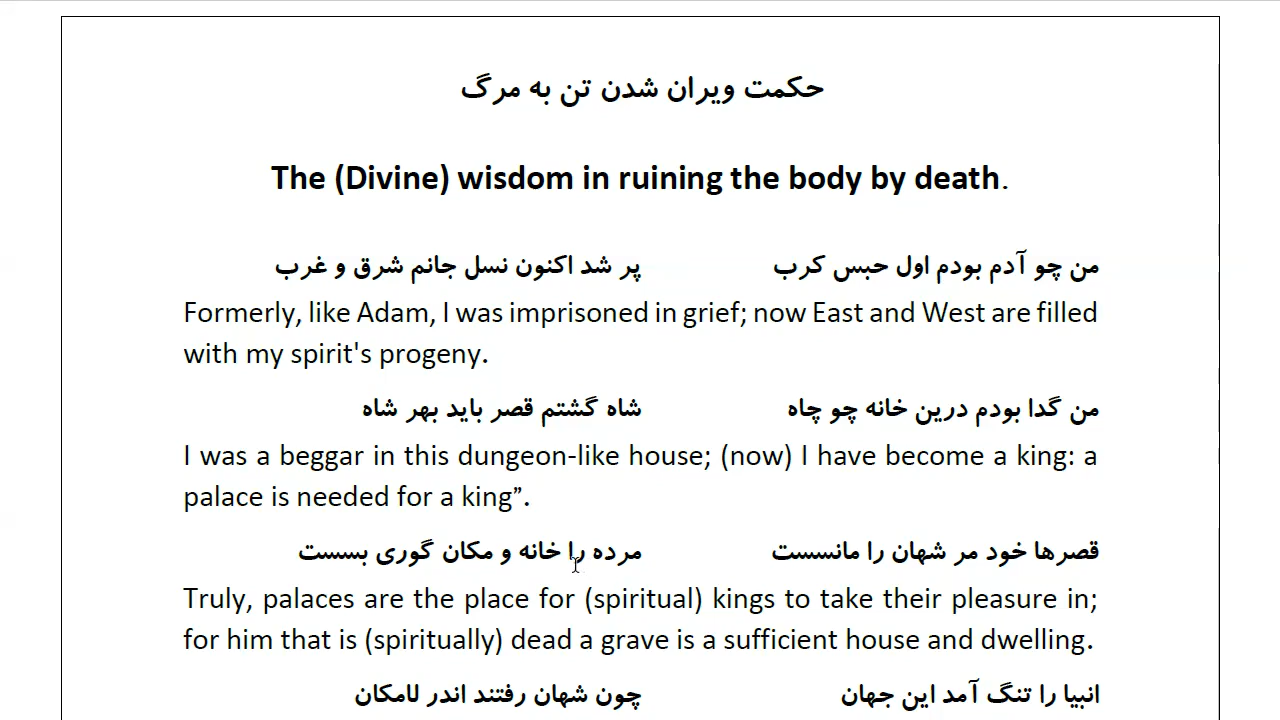 حکمت ویران شدن تن به مرگ
The (Divine) wisdom in ruining the body by death.
من چو آدم بودم اول حبس کرب پر شد اکنون نسل جانم شرق و غرب
Formerly, like Adam, I was imprisoned in grief; now East and West are filled
with my spirit's progeny.
من گدا بودم درین خانه چو چاه شاه گشتم قصر باید بهر شاه
I was a beggar in this dungeon-like house; (now) I have become a king: a
palace is needed for a king”.
قصرها خود مر شهان را مانسست مرده را خانه و مکان گوری بسست
Truly, palaces are the place for (spiritual) kings to take their pleasure in;
for him that is (spiritually) dead a grave is a sufficient house and dwelling.
انبیا را تنگ آمد این جهان چون شهان رفتند اندر لامکان